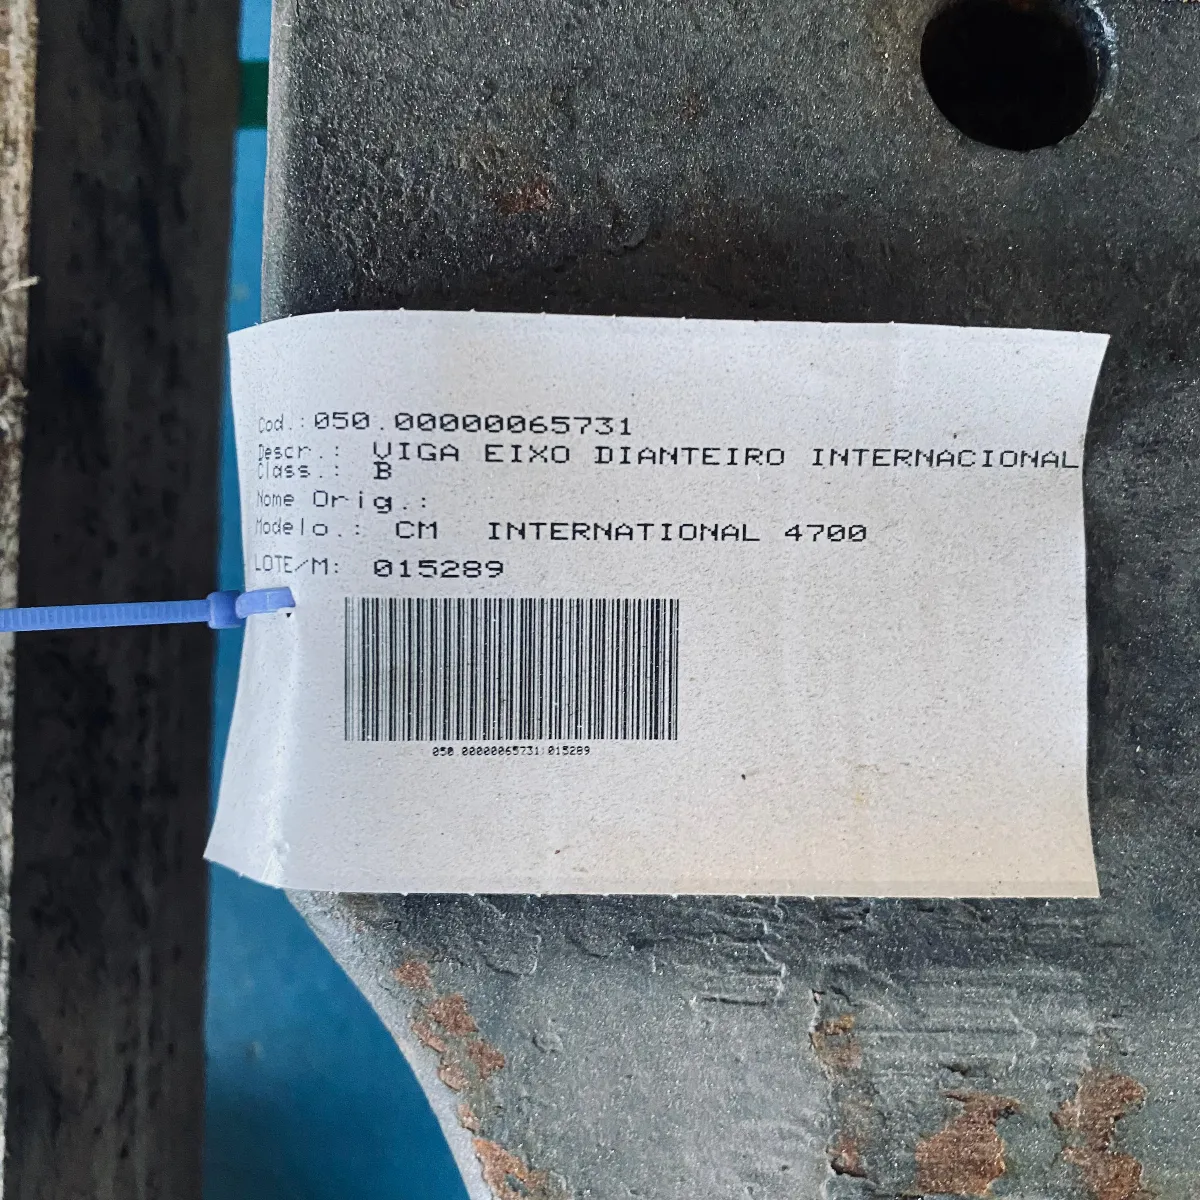 Cod.:050.00000065731
Descr.: VIGA EIXO DIANTEIRO INTERNACIONAL
Class.: B
Nome Orig.:
Modelo.: CM INTERNATIONAL 4700
LOTE/M: 015289
050.00000065731;015289